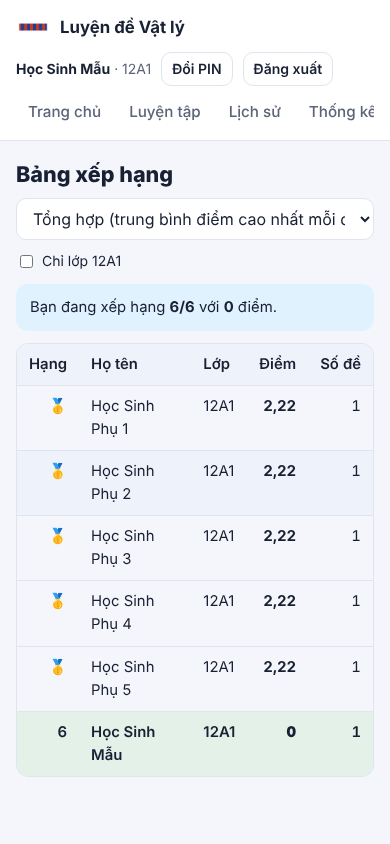 Luyện đề Vật lý
Học Sinh Mẫu · 12A1 Đổi PIN Đăng xuất
Trang chủ Luyện tập Lịch sử Thống kê
Bảng xếp hạng
Tổng hợp (trung bình điểm cao nhất mỗi
Chỉ lớp 12A1
Bạn đang xếp hạng 6/6 với 0 điểm.
Hạng Họ tên Lớp Điểm Số đề
🥇 Học Sinh 12A1 2,22 1
Phụ 1
🥇 Học Sinh 12A1 2,22 1
Phụ 2
🥇 Học Sinh 12A1 2,22 1
Phụ 3
🥇 Học Sinh 12A1 2,22 1
Phụ 4
🥇 Học Sinh 12A1 2,22 1
Phụ 5
6 Học Sinh 12A1 0 1
Mẫu